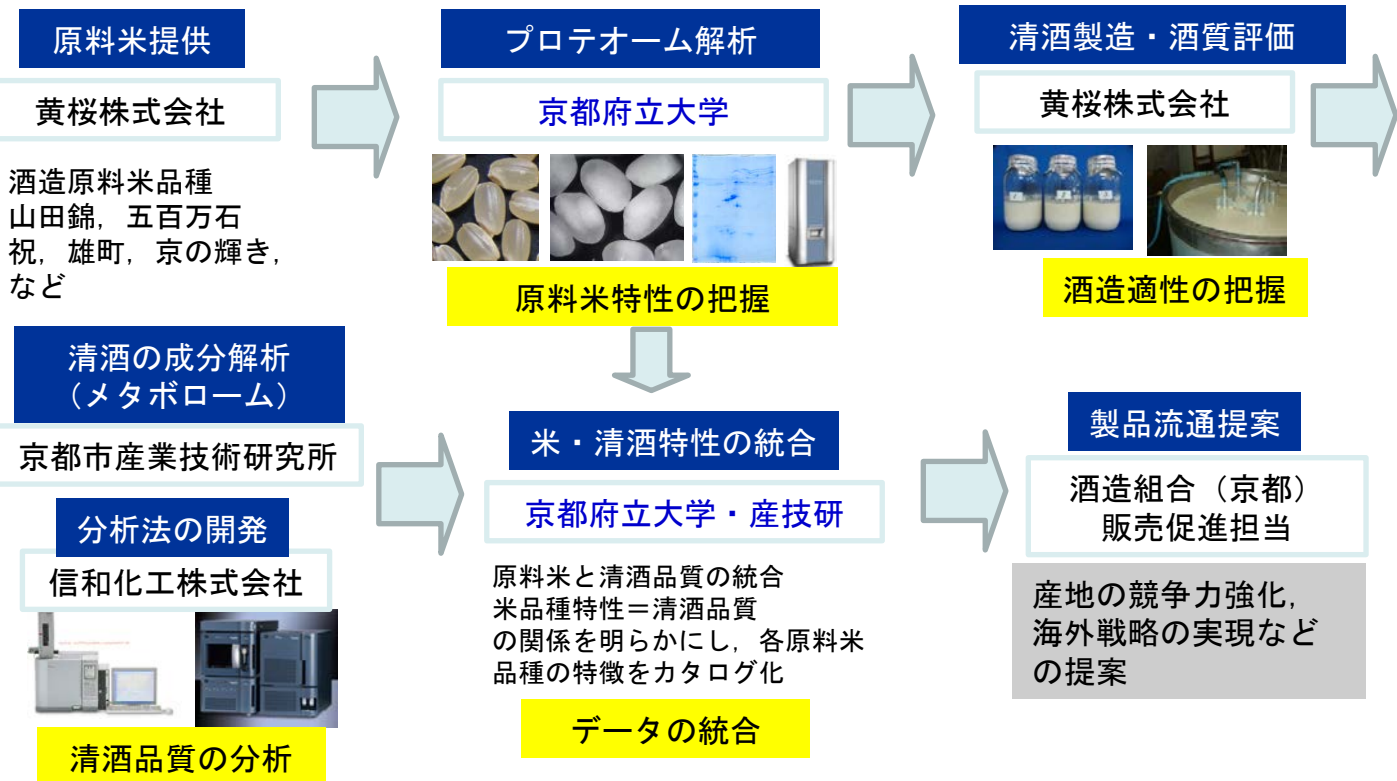 原料米提供
黄桜株式会社
酒造原料米品種
山田錦，五百万石
祝，雄町，京の輝き，
など
プロテオーム解析
京都府立大学
原料米特性の把握
清酒製造・酒質評価
黄桜株式会社
酒造適性の把握
清酒の成分解析
（メタボローム）
京都市産業技術研究所
分析法の開発
信和化工株式会社
清酒品質の分析
米・清酒特性の統合
京都府立大学・産技研
原料米と清酒品質の統合
米品種特性＝清酒品質
の関係を明らかにし，各原料米
品種の特徴をカタログ化
データの統合
製品流通提案
酒造組合（京都）
販売促進担当
産地の競争力強化，
海外戦略の実現など
の提案